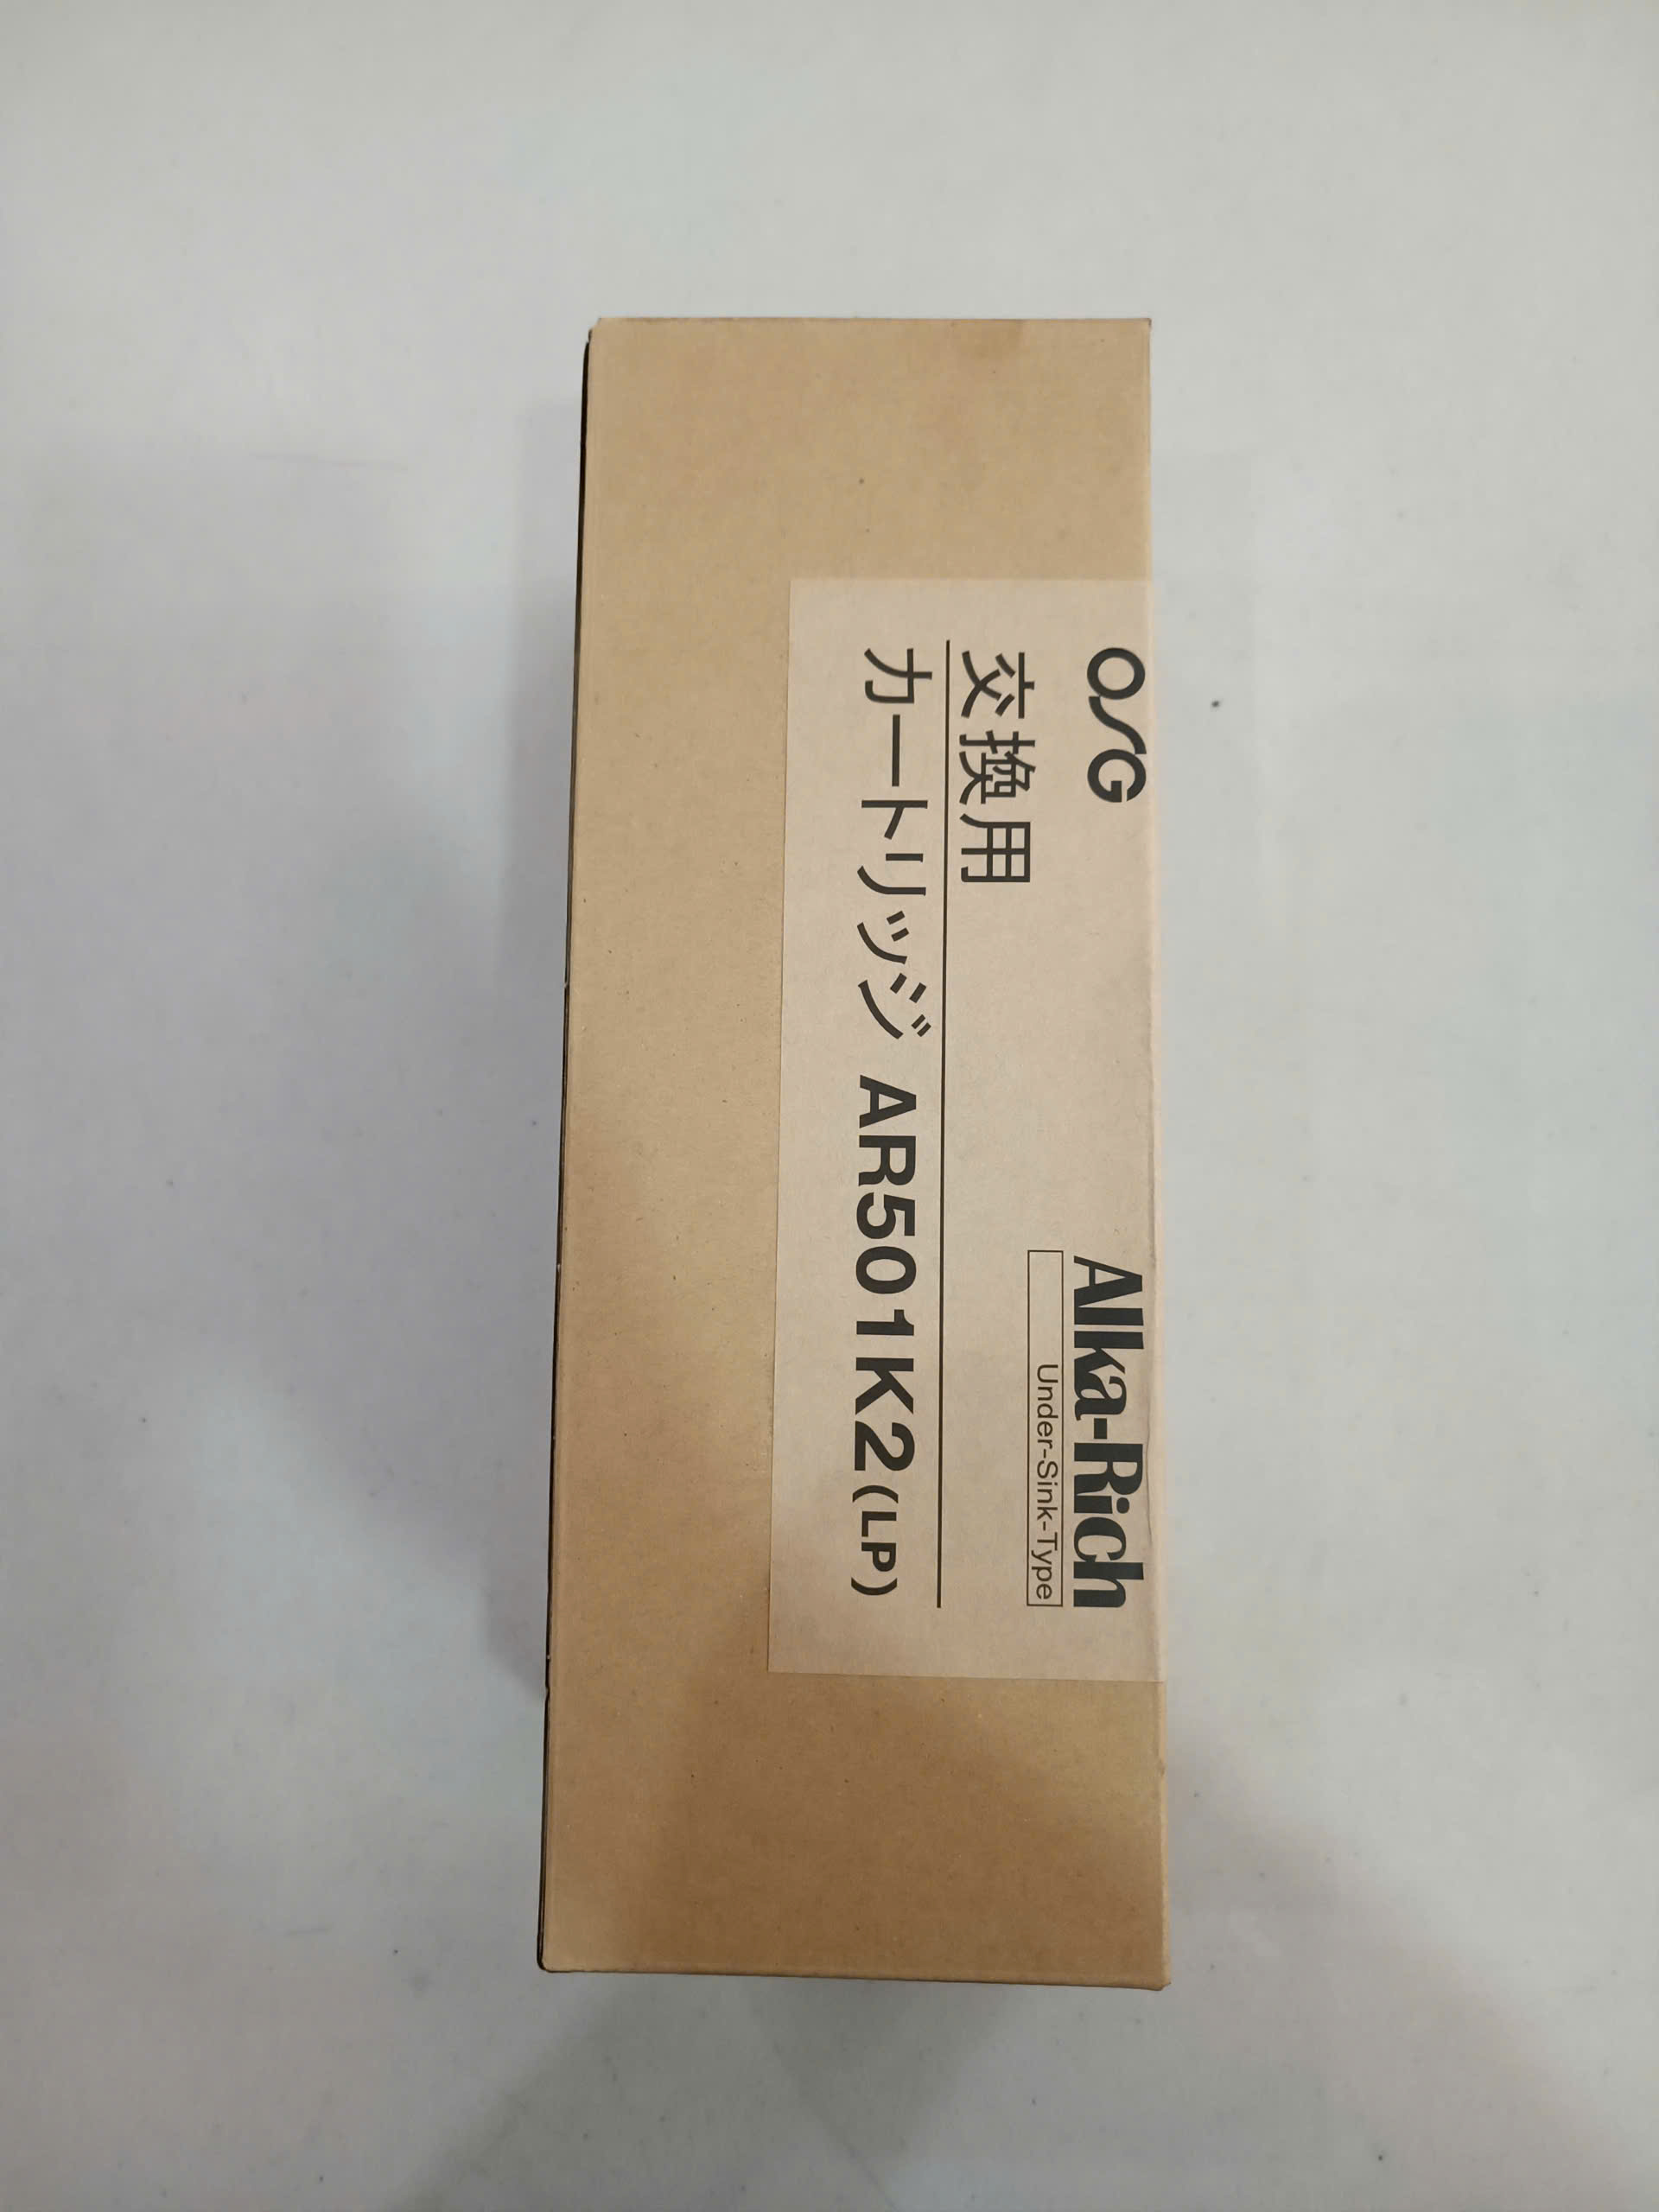 OSG
Alka-Rich
Under-Sink-Type
交換用
カートリッジ AR501K2(LP)